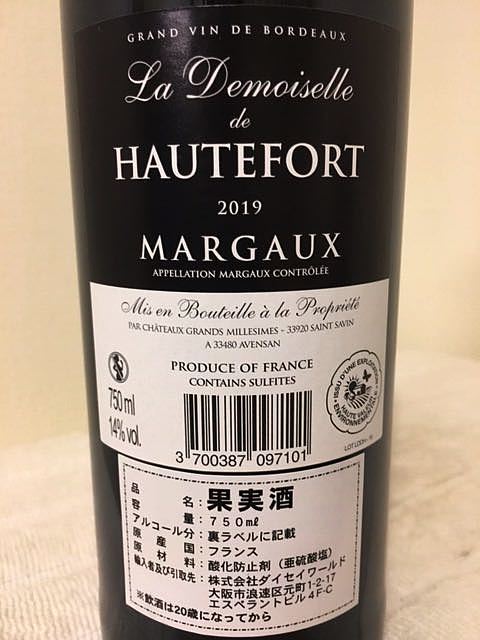 GRAND VIN DE BORDEAUX
La Demoiselle
de
HAUTEFORT
2019
MARGAUX
APPELLATION MARGAUX CONTRÔLÉE
Mis en Bouteille à la Propriété
PAR CHÂTEAUX GRANDS MILLESIMES - 33920 SAINT SAVIN
A 33480 AVENSAN
PRODUCE OF FRANCE
CONTAINS SULFITES
750 ml
14% vol.
ISSU D'UNE EXPLOITATION
HAUTE VALEUR
ENVIRONNEMENTALE
3 700387 097101
品名：果実酒
容量：750㎖
アルコール分：裏ラベルに記載
原産国：フランス
原材料：酸化防止剤（亜硫酸塩）
輸入者及び引取先：株式会社ダイセイワールド
大阪市浪速区元町1-2-17
エスペラントビル4F-C
※飲酒は20歳になってから